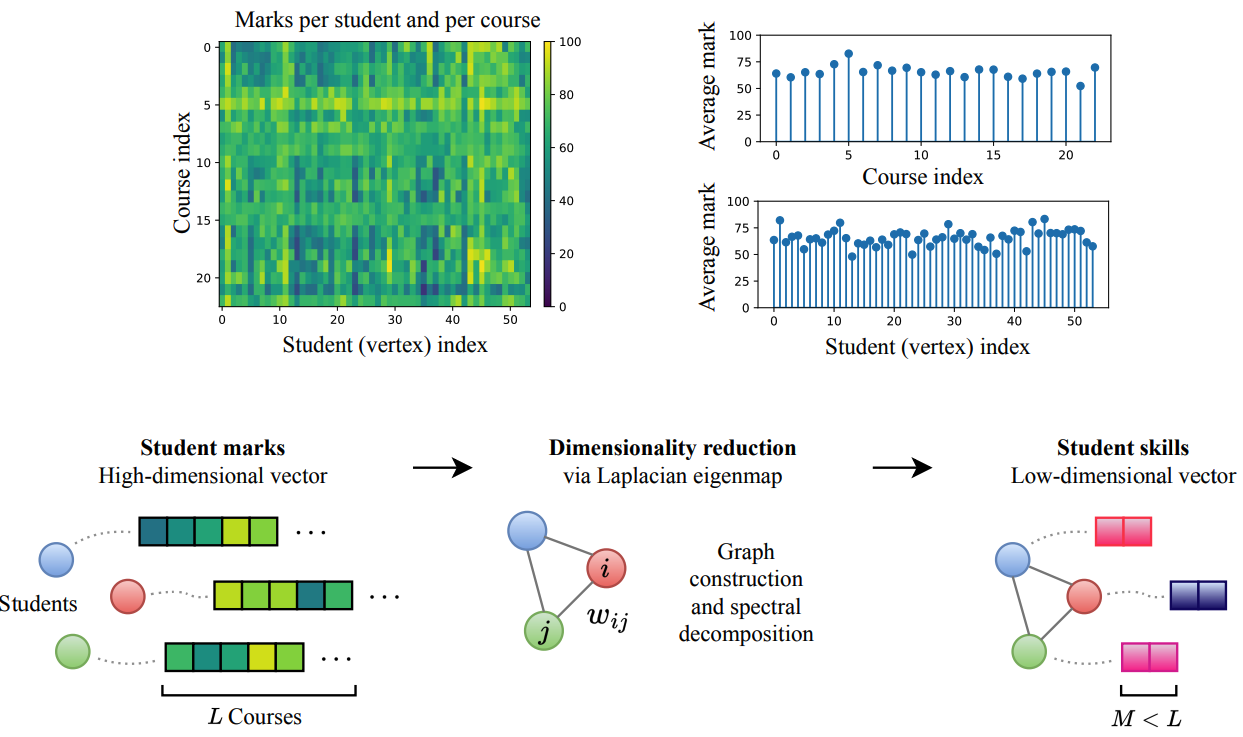 Marks per student and per course
0
5
10
15
20
Course index
0 10 20 30 40 50
Student (vertex) index
100
80
60
40
20
0
100
75
50
25
0
Average mark
0 5 10 15 20
Course index
100
75
50
25
0
Average mark
0 10 20 30 40 50
Student (vertex) index
Student marks
High-dimensional vector
Dimensionality reduction
via Laplacian eigenmap
Student skills
Low-dimensional vector
...
Students
...
...
L Courses
i
j
w_{ij}
Graph
construction
and spectral
decomposition
M < L